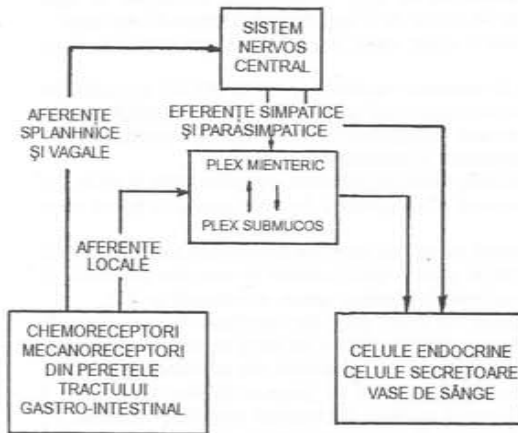 SISTEM
NERVOS
CENTRAL
AFERENȚE
SPLANHNICE
ȘI VAGALE
EFERENȚE SIMPATICE
ȘI PARASIMPATICE
PLEX MIENTERIC
PLEX SUBMUCOS
AFERENȚE
LOCALE
CHEMORECEPTORI
MECANORECEPTORI
DIN PERETELE
TRACTULUI
GASTRO-INTESTINAL
CELULE ENDOCRINE
CELULE SECRETOARE
VASE DE SÂNGE